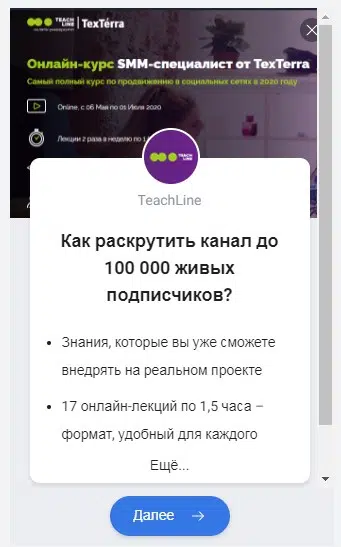 TEACH
LINE
TexTerra
Онлайн-курс SMM-специалист от TexTerra
Самый полный курс по продвижению в социальных сетях в 2020 году
Online, с 06 Мая по 01 Июля 2020
Лекции 2 раза в неделю по 1
TEACH
LINE
TeachLine
Как раскрутить канал до
100 000 живых
подписчиков?
• Знания, которые вы уже сможете
внедрять на реальном проекте
• 17 онлайн-лекций по 1,5 часа –
формат, удобный для каждого
Ещё...
Далее →